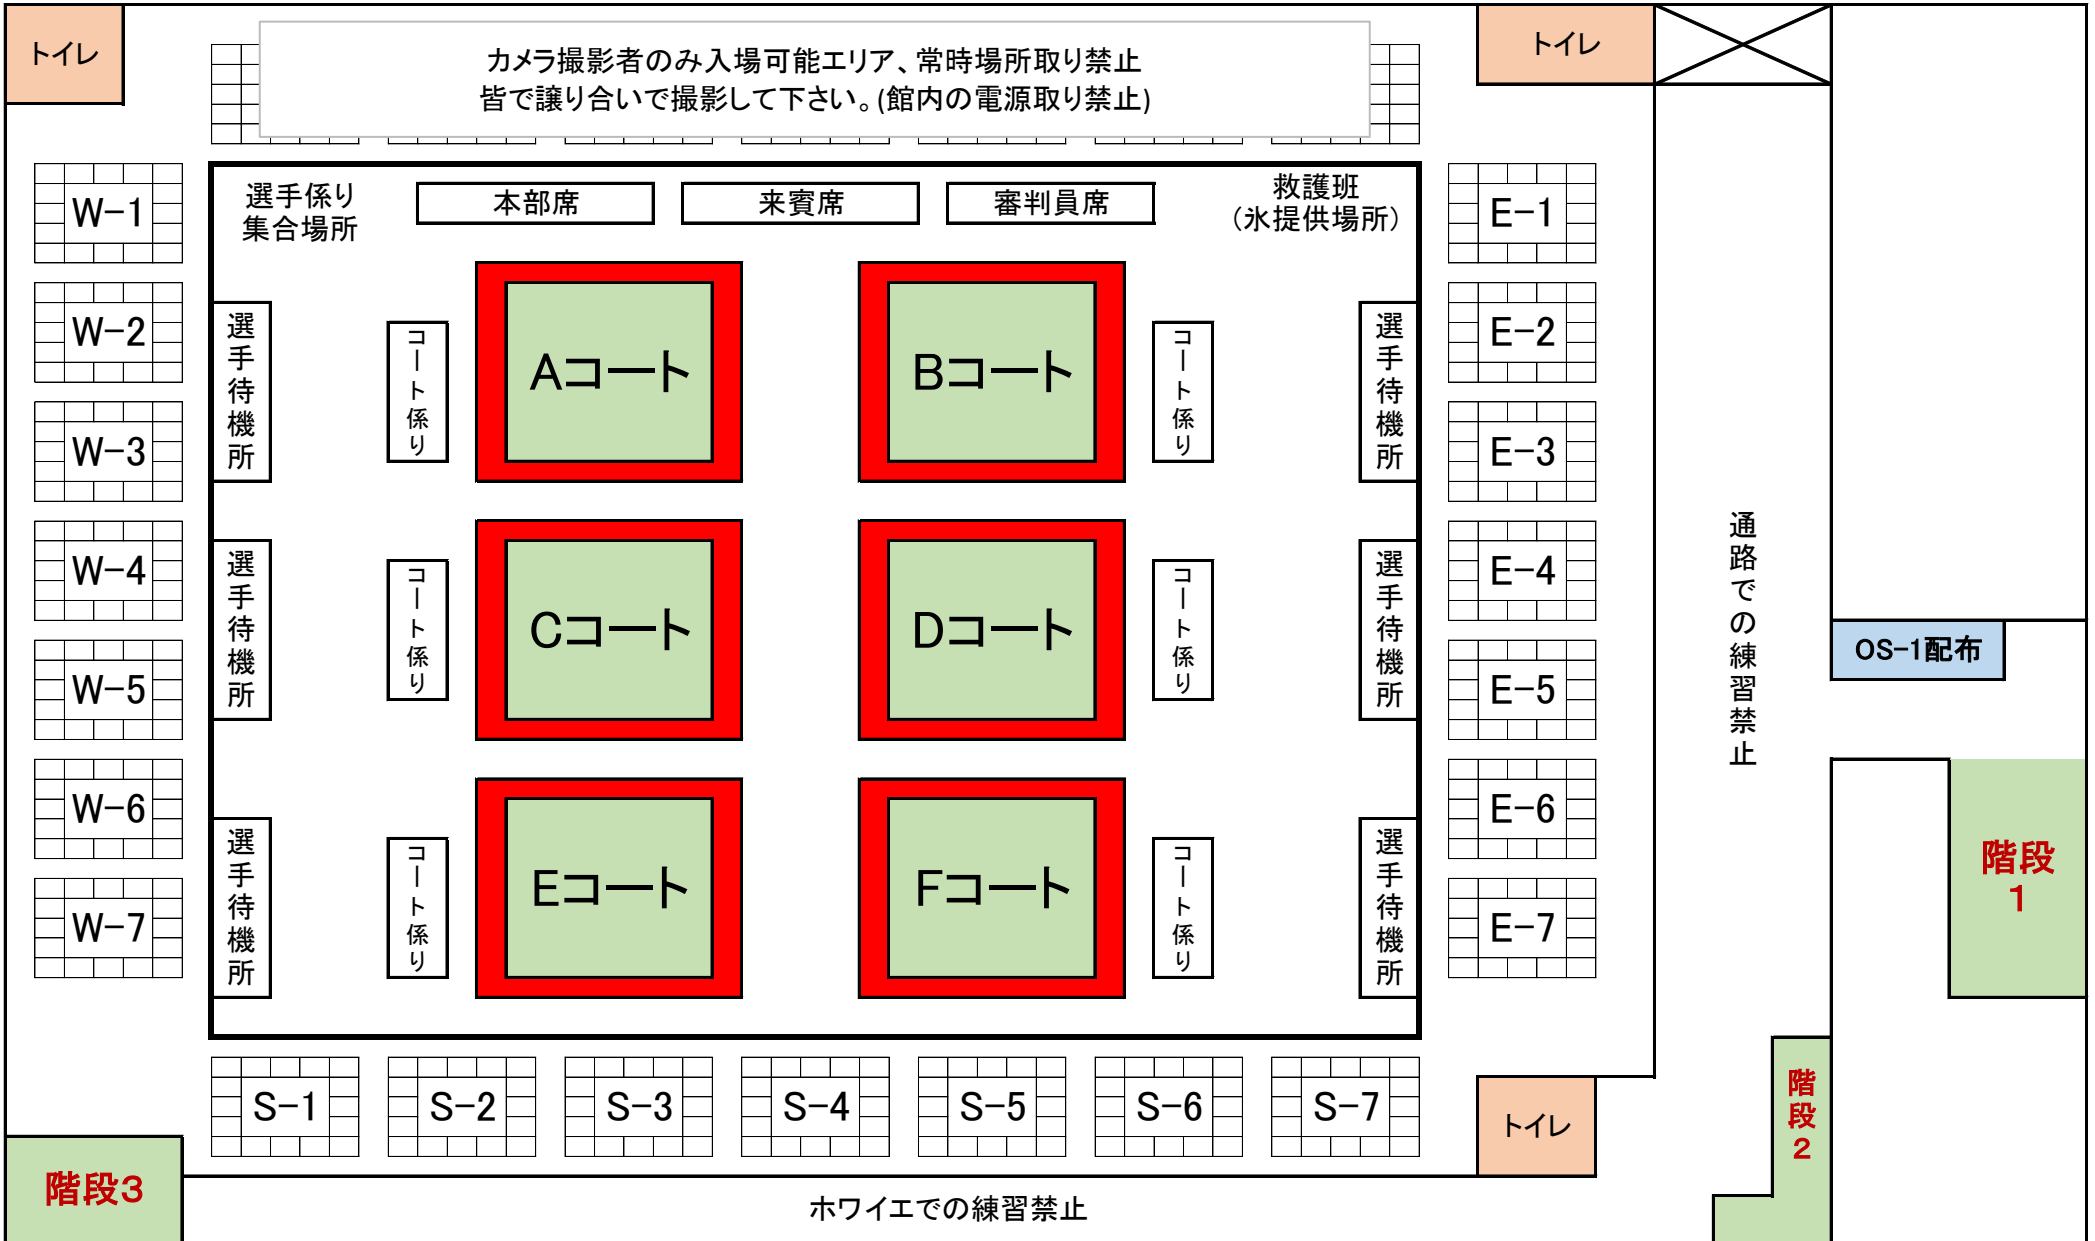 トイレ
カメラ撮影者のみ入場可能エリア、常時場所取り禁止
皆で譲り合いで撮影して下さい。(館内の電源取り禁止)
トイレ
選手係り
集合場所
本部席
来賓席
審判員席
救護班
(氷提供場所)
W-1
W-2
W-3
W-4
W-5
W-6
W-7
選手待機所
選手待機所
選手待機所
コート係り
コート係り
コート係り
Aコート
Bコート
Cコート
Dコート
Eコート
Fコート
コート係り
コート係り
コート係り
選手待機所
選手待機所
選手待機所
E-1
E-2
E-3
E-4
E-5
E-6
E-7
通路での練習禁止
OS-1配布
階段
1
階段2
S-1
S-2
S-3
S-4
S-5
S-6
S-7
トイレ
階段3
ホワイエでの練習禁止